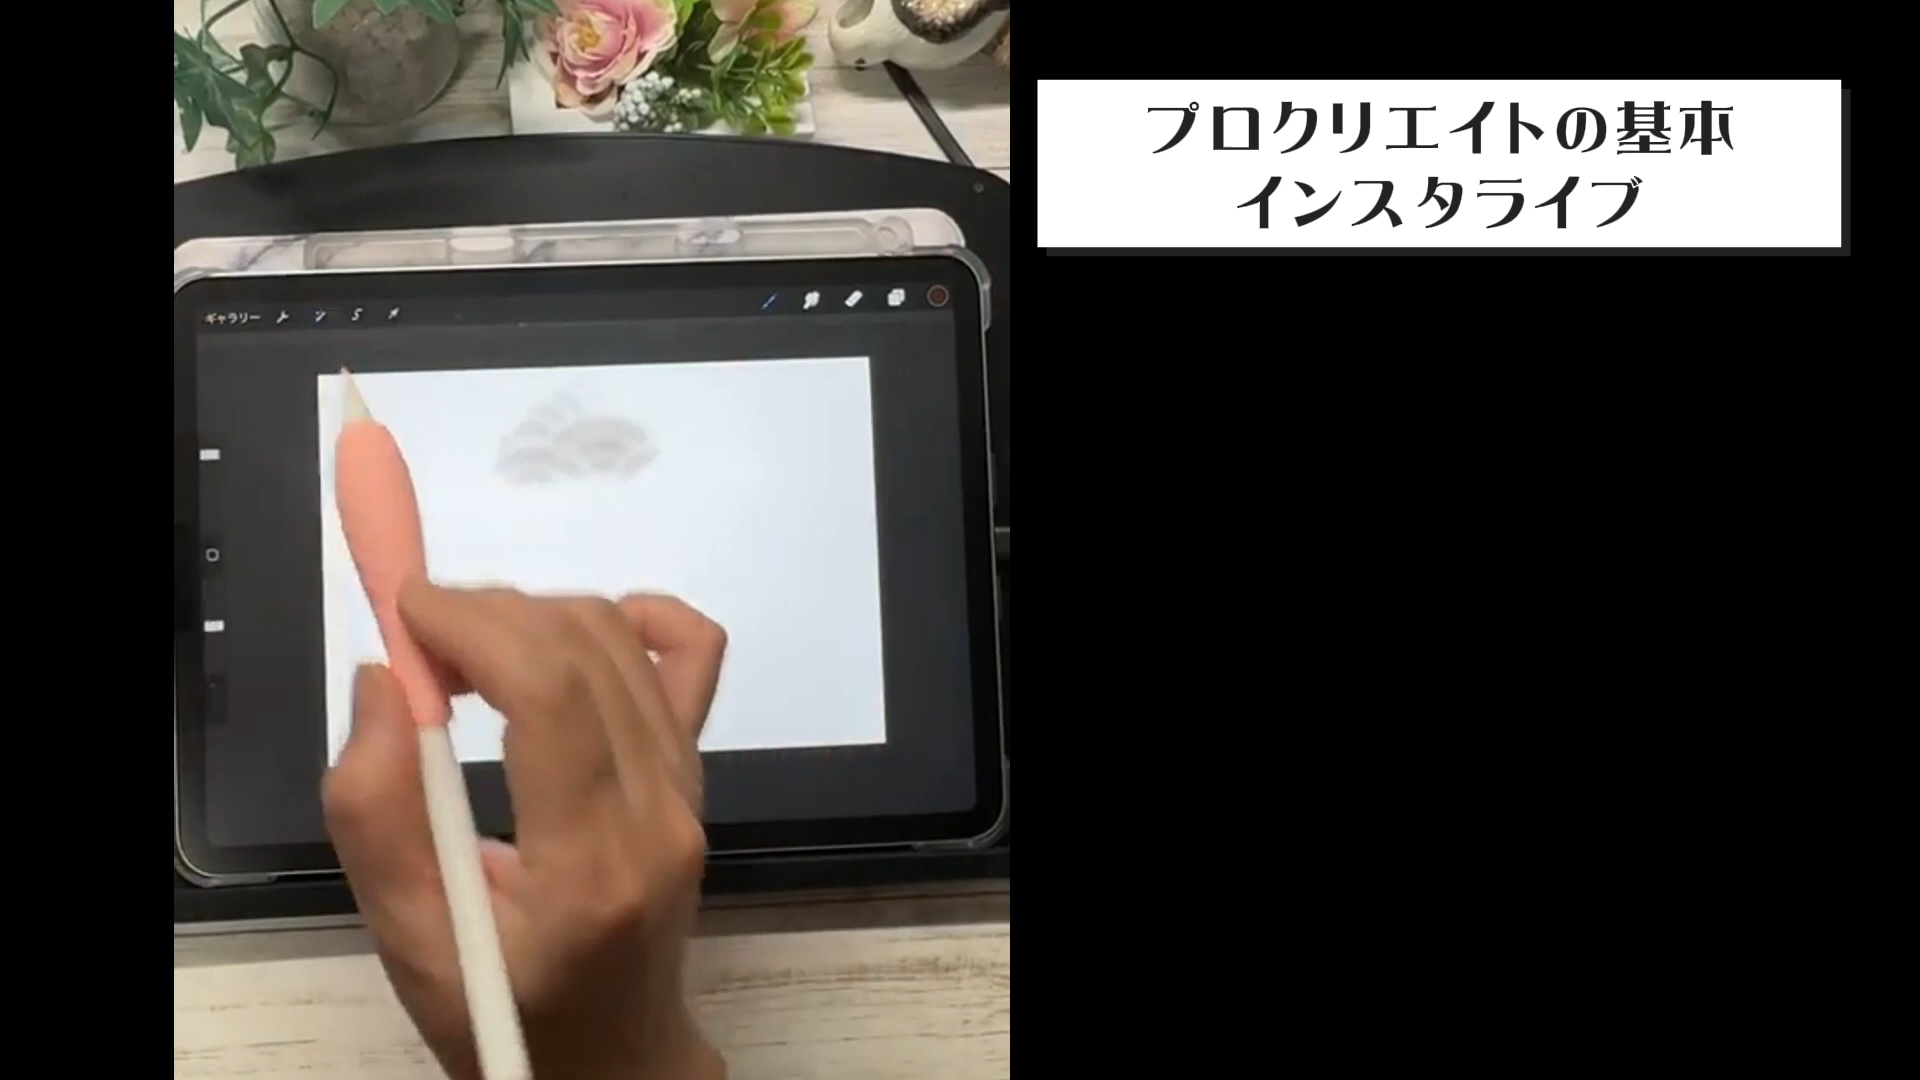 プロクリエイトの基本
インスタライブ
ギャラリー